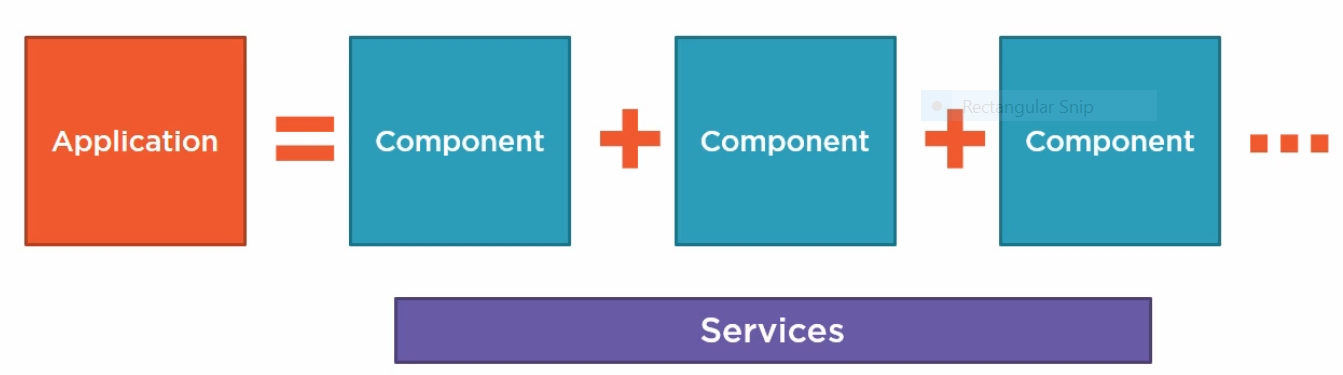 Rectangular Snip
Application = Component + Component + Component ...
Services